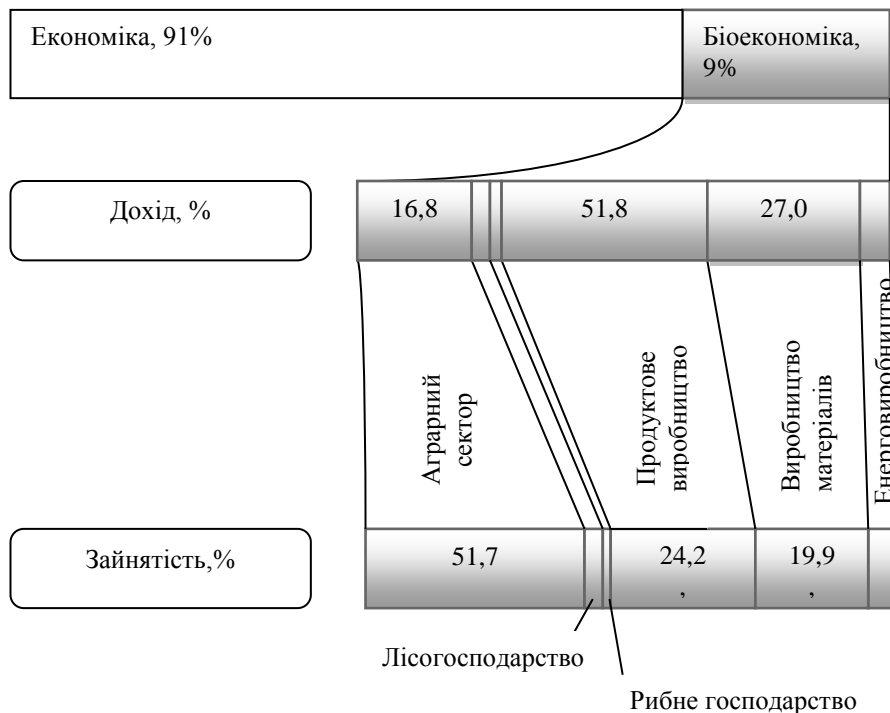 Економіка, 91%
Біоекономіка,
9%
Дохід, %
16,8
51,8
27,0
Аграрний
сектор
Продуктове
виробництво
Виробництво
матеріалів
Енерговиробництво
Зайнятість,%
51,7
24,2
,
19,9
,
Лісогосподарство
Рибне господарство